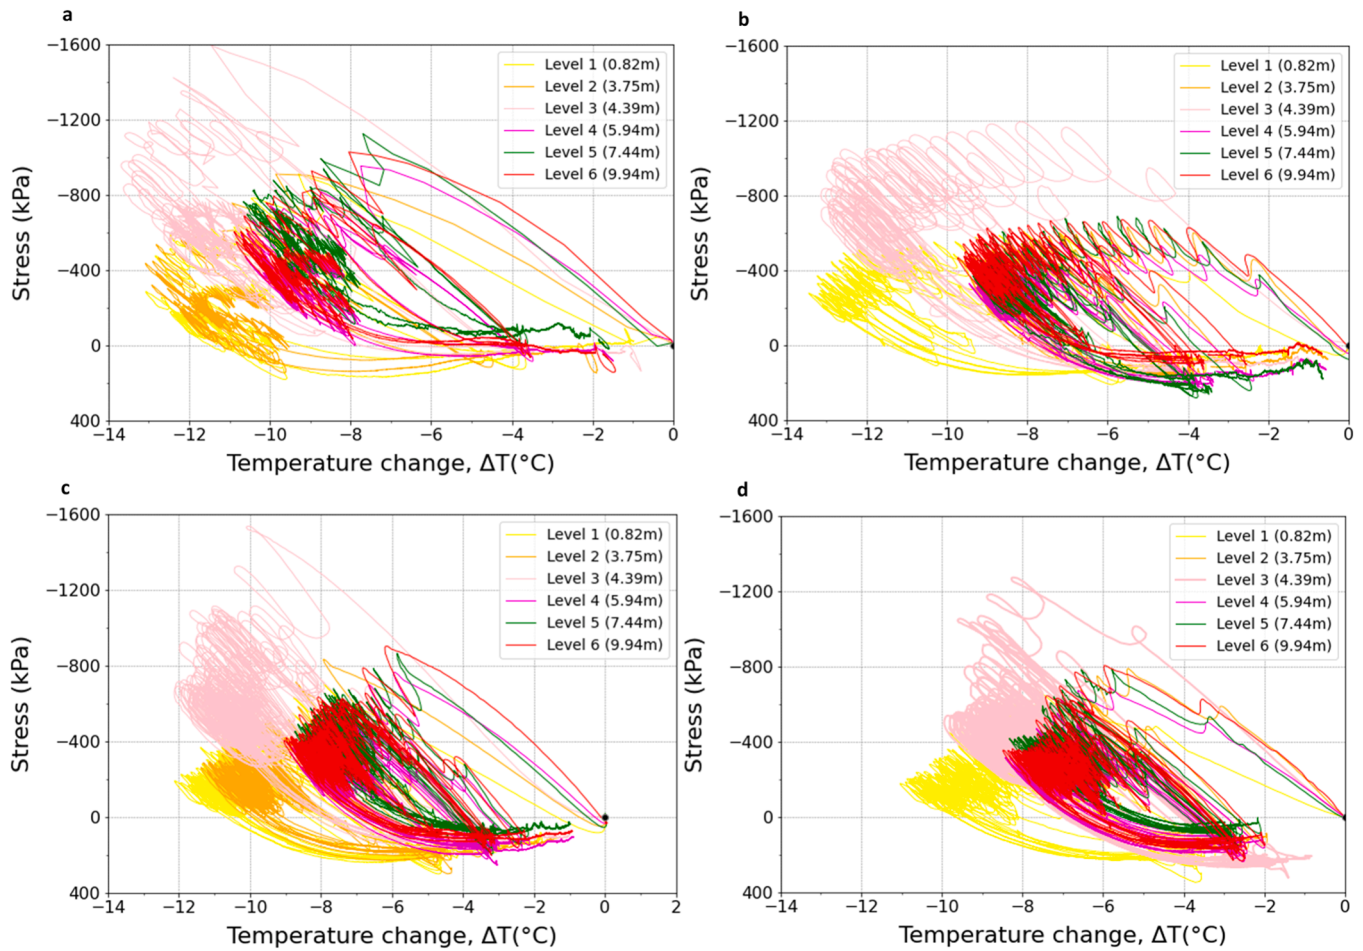 a
−1600
−1200
−800
−400
0
400
Stress (kPa)
Level 1 (0.82m)
Level 2 (3.75m)
Level 3 (4.39m)
Level 4 (5.94m)
Level 5 (7.44m)
Level 6 (9.94m)
−14
−12
−10
−8
−6
−4
−2
0
Temperature change, ΔT(°C)
b
−1600
−1200
−800
−400
0
400
Stress (kPa)
Level 1 (0.82m)
Level 2 (3.75m)
Level 3 (4.39m)
Level 4 (5.94m)
Level 5 (7.44m)
Level 6 (9.94m)
−14
−12
−10
−8
−6
−4
−2
0
Temperature change, ΔT(°C)
c
−1600
−1200
−800
−400
0
400
Stress (kPa)
Level 1 (0.82m)
Level 2 (3.75m)
Level 3 (4.39m)
Level 4 (5.94m)
Level 5 (7.44m)
Level 6 (9.94m)
−14
−12
−10
−8
−6
−4
−2
0
2
Temperature change, ΔT(°C)
d
−1600
−1200
−800
−400
0
400
Stress (kPa)
Level 1 (0.82m)
Level 2 (3.75m)
Level 3 (4.39m)
Level 4 (5.94m)
Level 5 (7.44m)
Level 6 (9.94m)
−14
−12
−10
−8
−6
−4
−2
0
Temperature change, ΔT(°C)